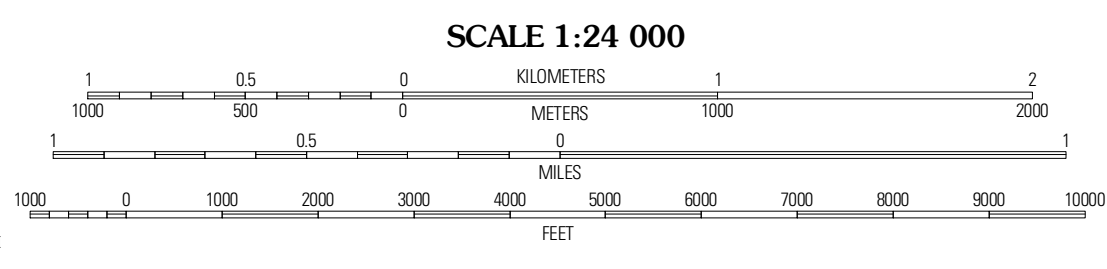 SCALE 1:24 000
1 0.5 0 KILOMETERS 1 2
1000 500 0 METERS 1000 2000
1 0.5 0 1
MILES
1000 0 1000 2000 3000 4000 5000 6000 7000 8000 9000 10000
FEET